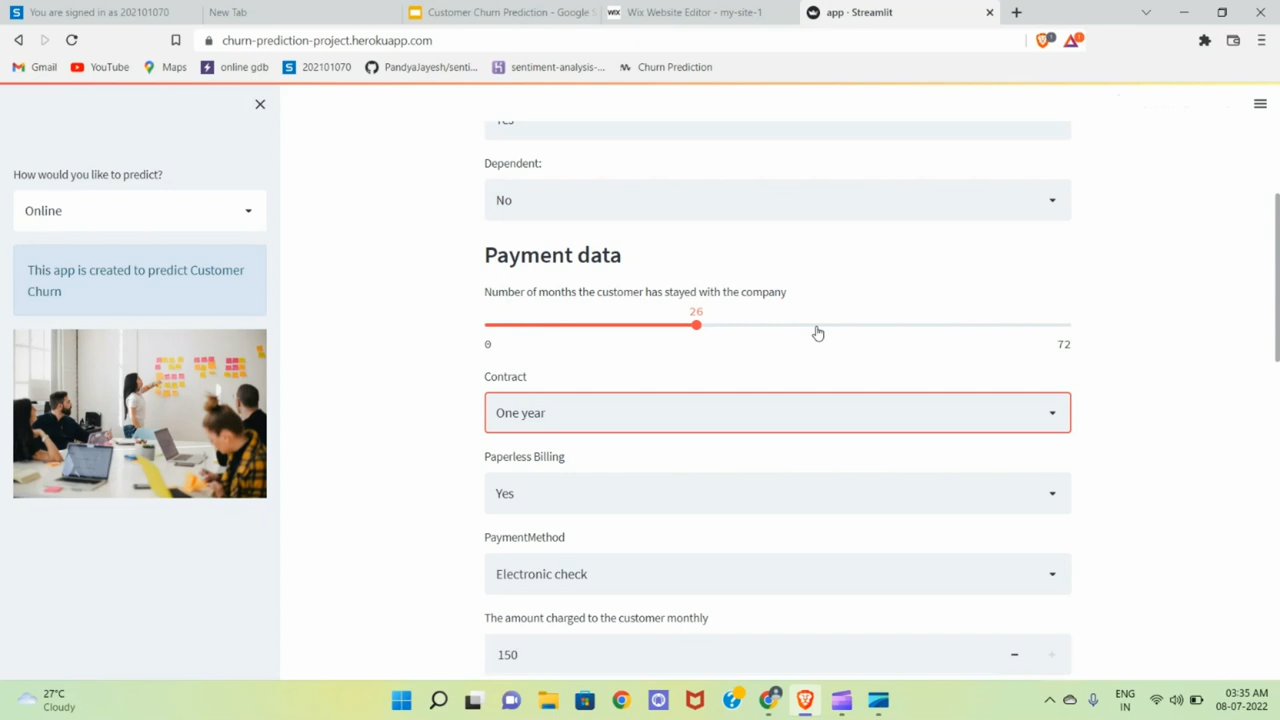 You are signed in as 202101070
New Tab
Customer Churn Prediction - Google S
WIX Wix Website Editor - my-site-1
app · Streamlit
churn-prediction-project.herokuapp.com
Gmail
YouTube
Maps
online gdb
202101070
PandyaJayesh/senti...
sentiment-analysis-...
Churn Prediction
How would you like to predict?
Online
This app is created to predict Customer
Churn
Yes
Dependent:
No
Payment data
Number of months the customer has stayed with the company
26
0
72
Contract
One year
Paperless Billing
Yes
PaymentMethod
Electronic check
The amount charged to the customer monthly
150
27°C
Cloudy
ENG
IN
03:35 AM
08-07-2022